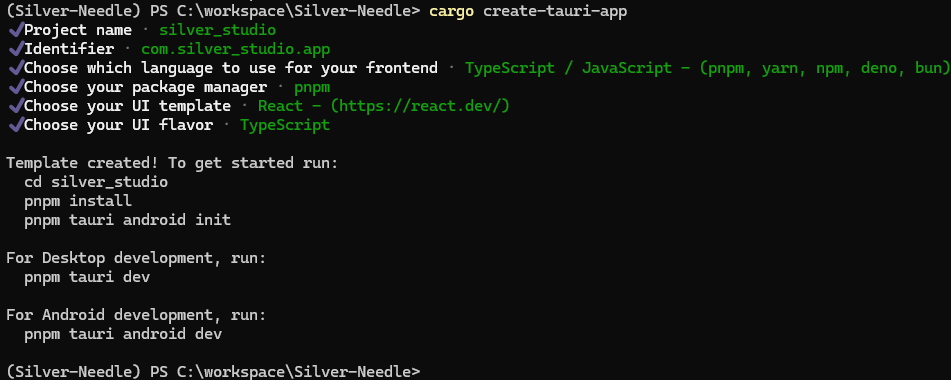 (Silver-Needle) PS C:\workspace\Silver-Needle> cargo create-tauri-app
✔Project name · silver_studio
✔Identifier · com.silver_studio.app
✔Choose which language to use for your frontend · TypeScript / JavaScript - (pnpm, yarn, npm, deno, bun)
✔Choose your package manager · pnpm
✔Choose your UI template · React - (https://react.dev/)
✔Choose your UI flavor · TypeScript
Template created! To get started run:
cd silver_studio
pnpm install
pnpm tauri android init
For Desktop development, run:
pnpm tauri dev
For Android development, run:
pnpm tauri android dev
(Silver-Needle) PS C:\workspace\Silver-Needle>